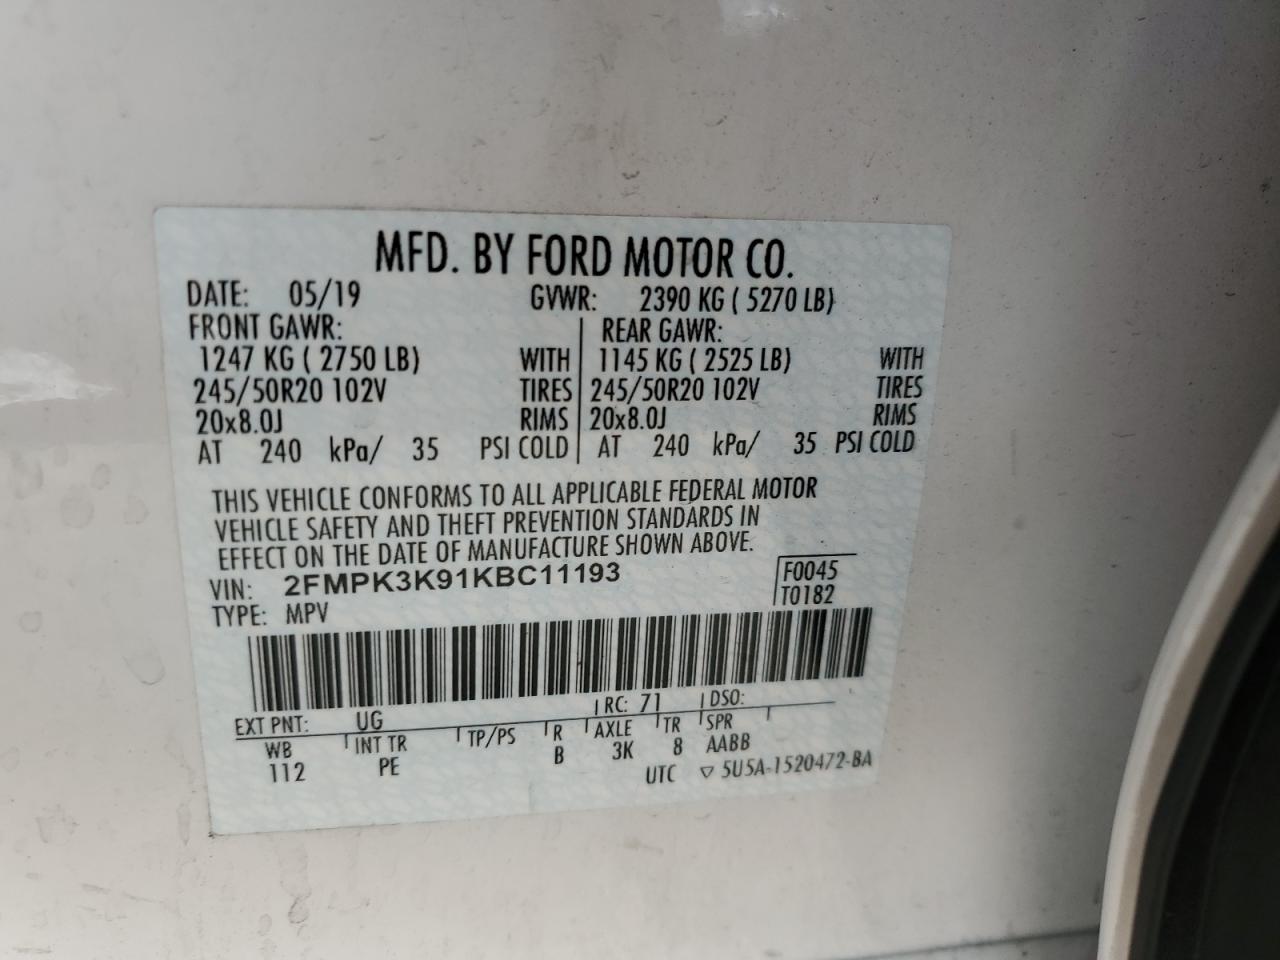 MFD. BY FORD MOTOR CO.
DATE: 05/19 GVWR: 2390 KG ( 5270 LB)
FRONT GAWR: REAR GAWR:
1247 KG ( 2750 LB) WITH 1145 KG ( 2525 LB) WITH
245/50R20 102V TIRES 245/50R20 102V TIRES
20x8.0J RIMS 20x8.0J RIMS
AT 240 kPa/ 35 PSI COLD AT 240 kPa/ 35 PSI COLD
THIS VEHICLE CONFORMS TO ALL APPLICABLE FEDERAL MOTOR
VEHICLE SAFETY AND THEFT PREVENTION STANDARDS IN
EFFECT ON THE DATE OF MANUFACTURE SHOWN ABOVE.
VIN: 2FMPK3K91KBC11193 F0045
TYPE: MPV T0182
EXT PNT: UG RC: 71 DSO:
WB INT TR TP/PS R AXLE TR SPR
112 PE B 3K 8 AABB
UTC ▽ 5U5A-1520472-BA